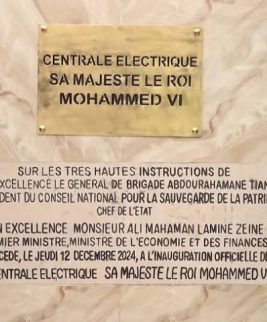 CENTRALE ELECTRIQUE
SA MAJESTE LE ROI
MOHAMMED VI
SUR LES TRES HAUTES INSTRUCTIONS DE
EXCELLENCE LE GENERAL DE BRIGADE ABDOURAHAMANE TIAN
DENT DU CONSEIL NATIONAL POUR LA SAUVEGARDE DE LA PATRI
CHEF DE L'ETAT
N EXCELLENCE MONSIEUR ALI MAHAMAN LAMINE ZEINE
MIER MINISTRE, MINISTRE DE L'ECONOMIE ET DES FINANCES
CEDE, LE JEUDI 12 DECEMBRE 2024, A L'INAUGURATION OFFICIELLE DE
CENTRALE ELECTRIQUE SA MAJESTE LE ROI MOHAMMED V